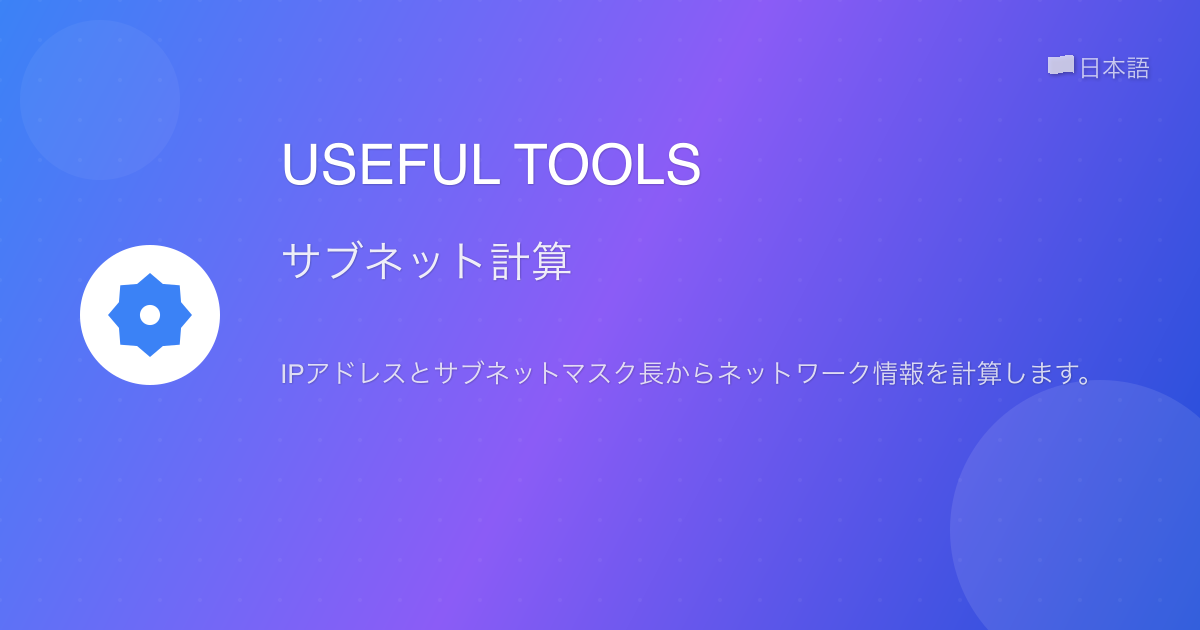 日本語
USEFUL TOOLS
サブネット計算
IPアドレスとサブネットマスク長からネットワーク情報を計算します。